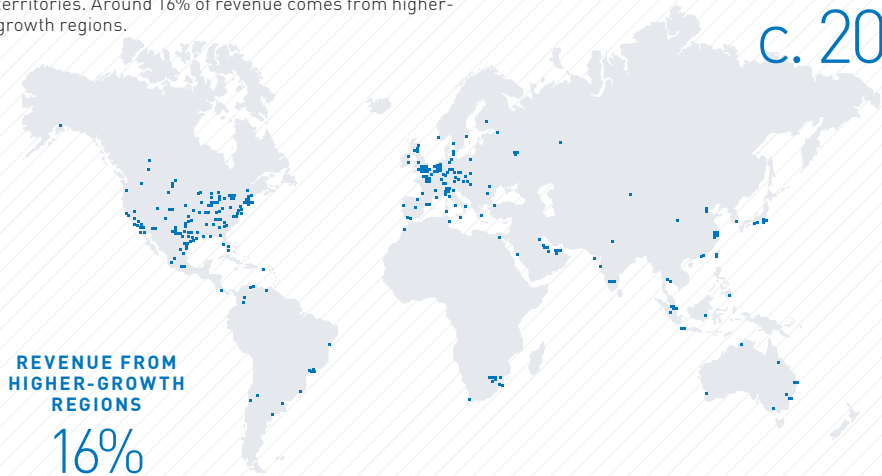 territories. Around 16% of revenue comes from higher-
growth regions.
c. 20
REVENUE FROM
HIGHER-GROWTH
REGIONS
16%